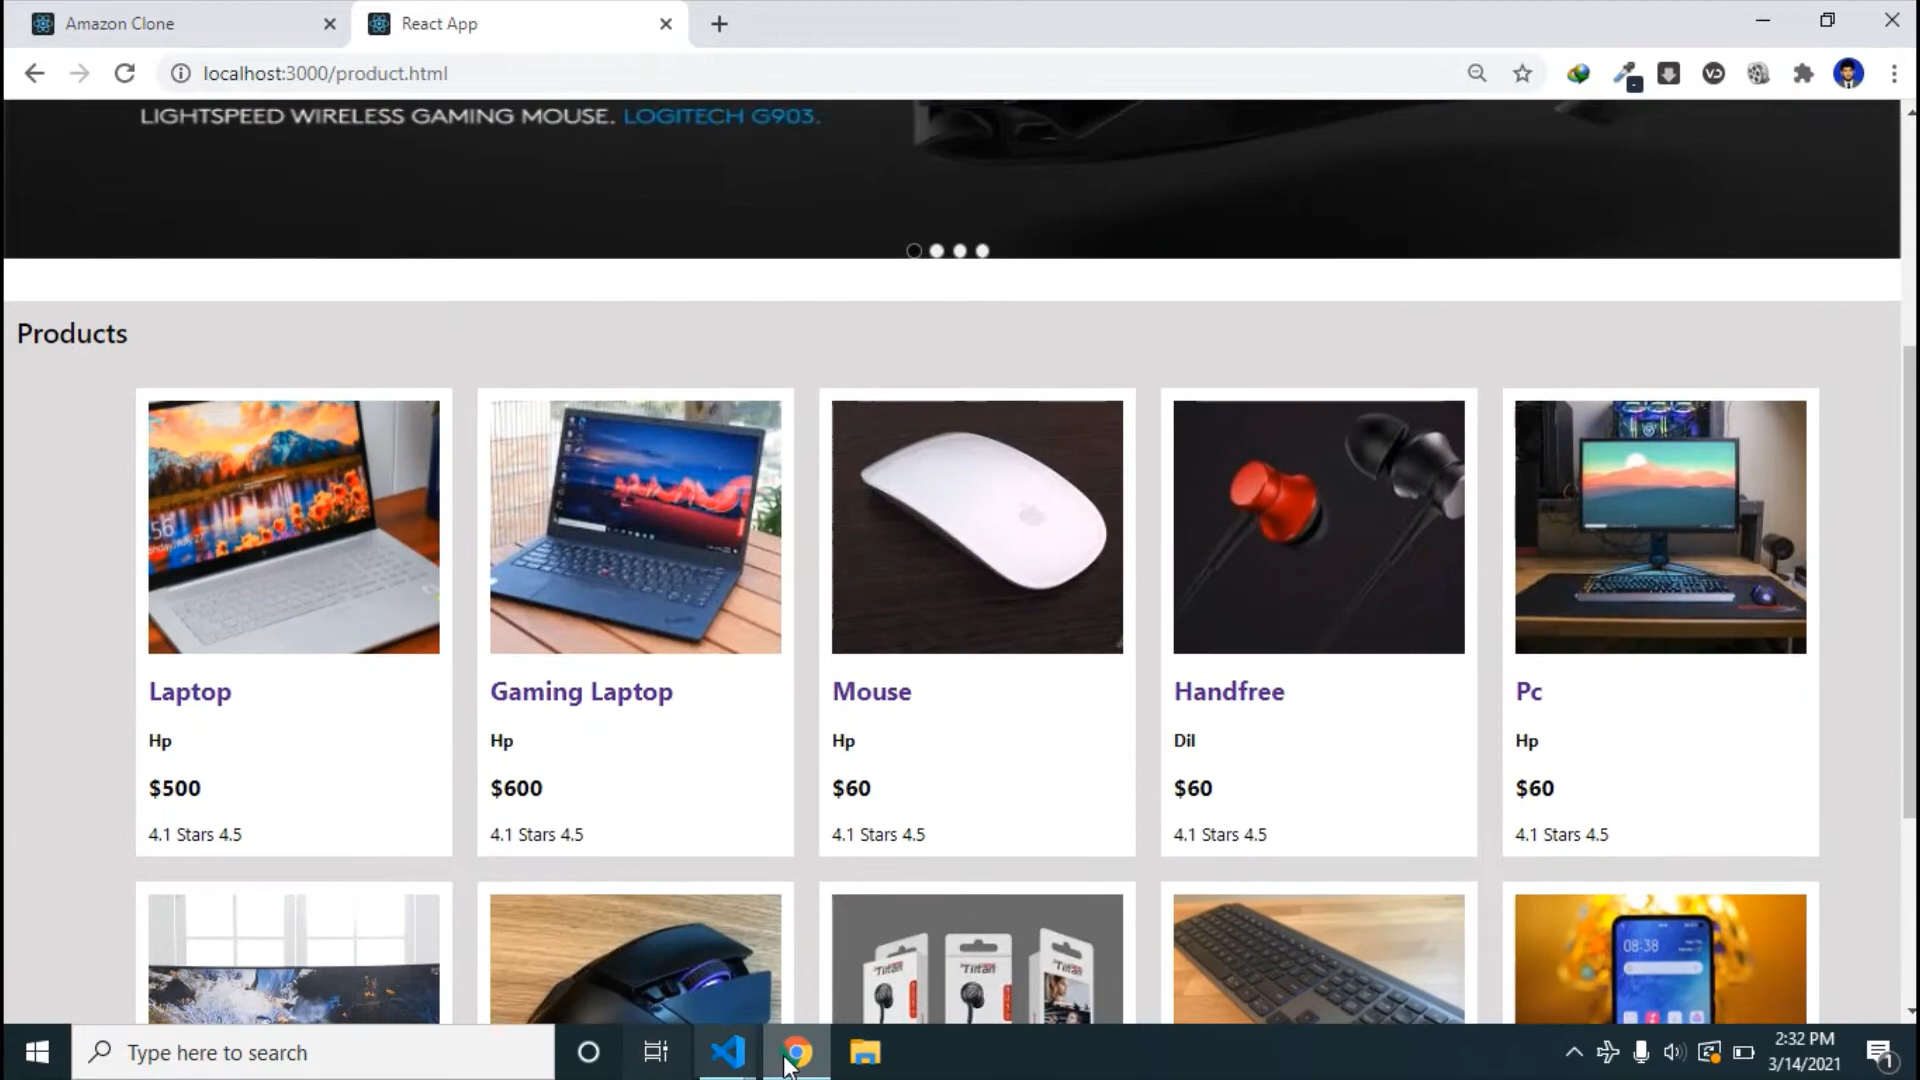 Amazon Clone
React App
localhost:3000/product.html
LIGHTSPEED WIRELESS GAMING MOUSE. LOGITECH G903.
Products
Laptop
Hp
$500
4.1 Stars 4.5
Gaming Laptop
Hp
$600
4.1 Stars 4.5
Mouse
Hp
$60
4.1 Stars 4.5
Handfree
Dil
$60
4.1 Stars 4.5
Pc
Hp
$60
4.1 Stars 4.5
08:38
Type here to search
2:32 PM
3/14/2021
1